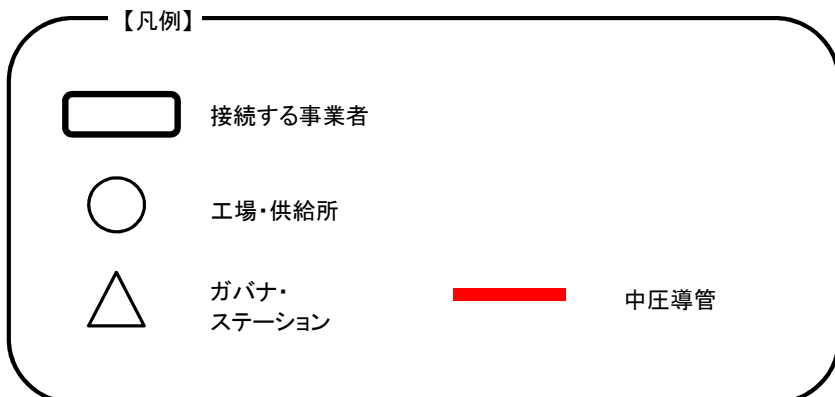 【凡例】
接続する事業者
工場・供給所
ガバナ・
ステーション
中圧導管